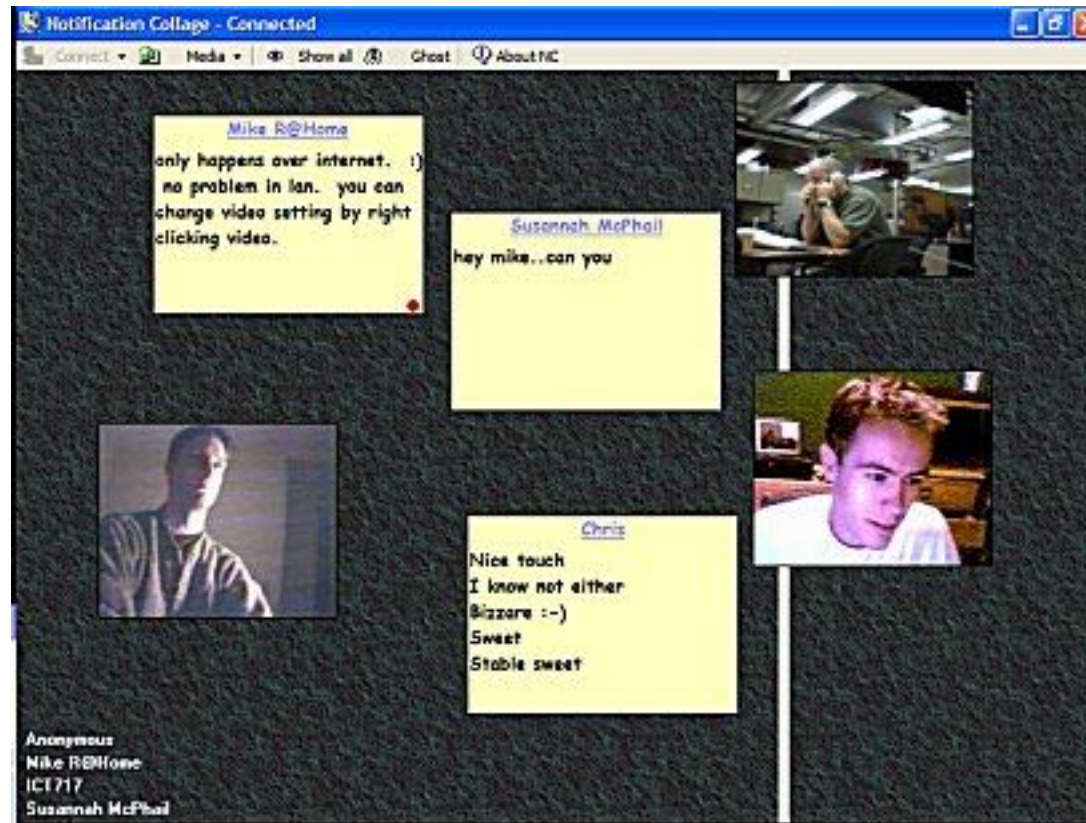 Notification Collage - Connected
Connect Media Show all Ghost About NC
Mike R@Home
only happens over internet. :)
no problem in lan. you can
change video setting by right
clicking video.
Susannah McPhail
hey mike..can you
Chris
Nice touch
I know not either
Bizzare :-)
Sweet
Stable sweet
Anonymous
Mike R@Home
ICT717
Susannah McPhail